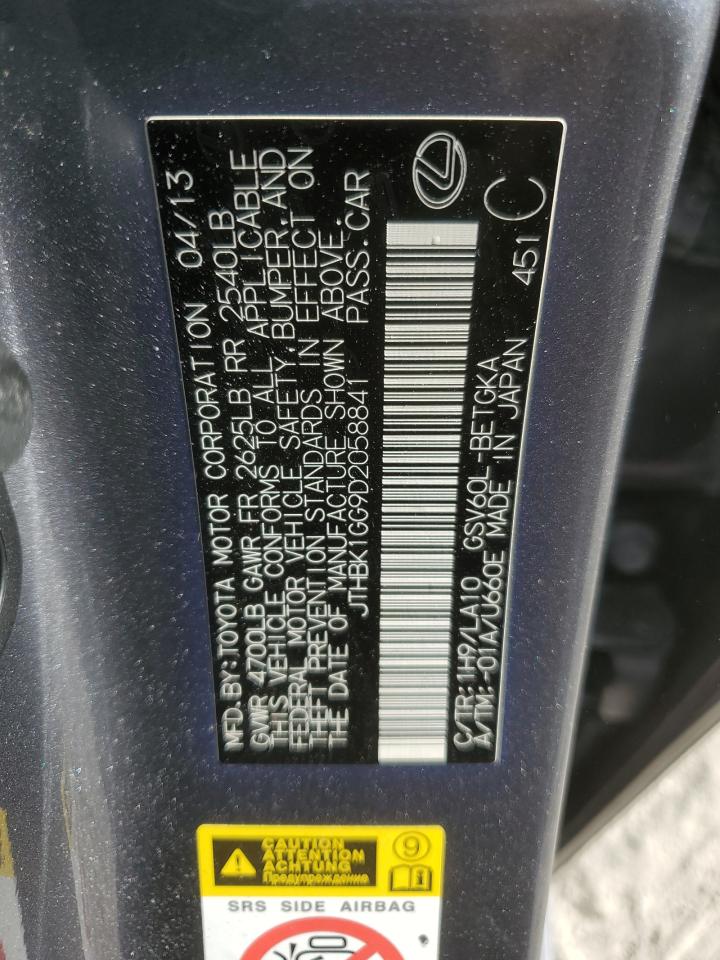 MFD.BY:TOYOTA MOTOR CORPORATION 04/13
GWR 4700LB GAWR FR 2625LB RR 2540LB
THIS VEHICLE CONFORMS TO ALL APPLICABLE
FEDERAL MOTOR VEHICLE SAFETY, BUMPER, AND
THEFT PREVENTION STANDARDS IN EFFECT ON
THE DATE OF MANUFACTURE SHOWN ABOVE.
JTHBK1GG9D2058841 PASS.CAR
C/TR:1H9/LA10 GSV60L-BETGKA
A/TM:-01A/U660E MADE IN JAPAN 451 C
CAUTION
ATTENTION
ACHTUNG
Предупреждение
9
SRS SIDE AIRBAG